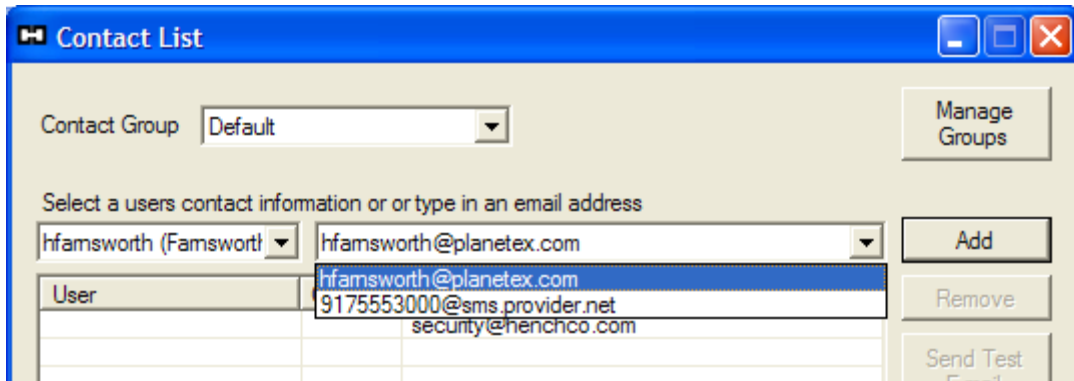 Contact List
Contact Group Default
Manage
Groups
Select a users contact information or or type in an email address
hfarnsworth (Farnswortl hfarnsworth@planetex.com Add
hfarnsworth@planetex.com
User 9175553000@sms.provider.net Remove
security@henchco.com
Send Test